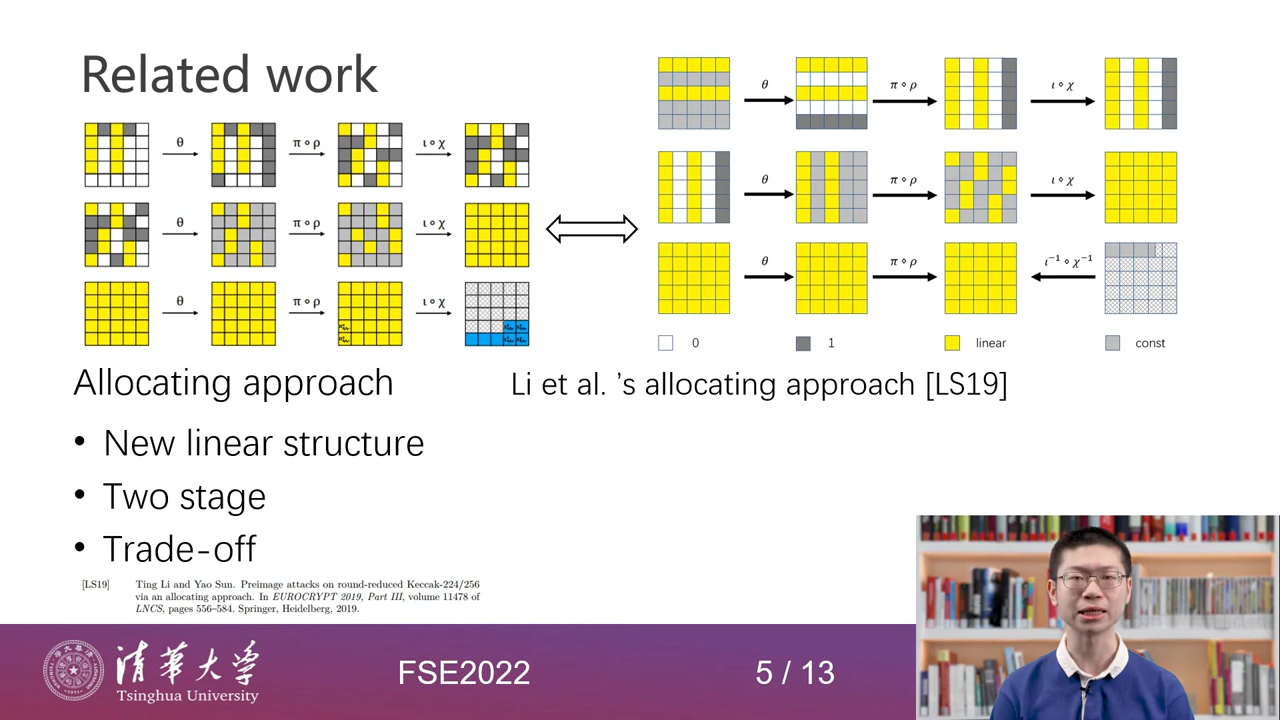 Related work
θ π∘ρ ι∘χ
θ π∘ρ ι∘χ
θ π∘ρ ι∘χ
θ π∘ρ ι∘χ
θ π∘ρ ι∘χ
θ π∘ρ ι⁻¹∘χ⁻¹
0 1 linear const
Allocating approach
Li et al. ’s allocating approach [LS19]
• New linear structure
• Two stage
• Trade-off
[LS19] Ting Li and Yao Sun. Preimage attacks on round-reduced Keccak-224/256
via an allocating approach. In EUROCRYPT 2019, Part III, volume 11478 of
LNCS, pages 556–584. Springer, Heidelberg, 2019.
清華大学
Tsinghua University
FSE2022
5 / 13